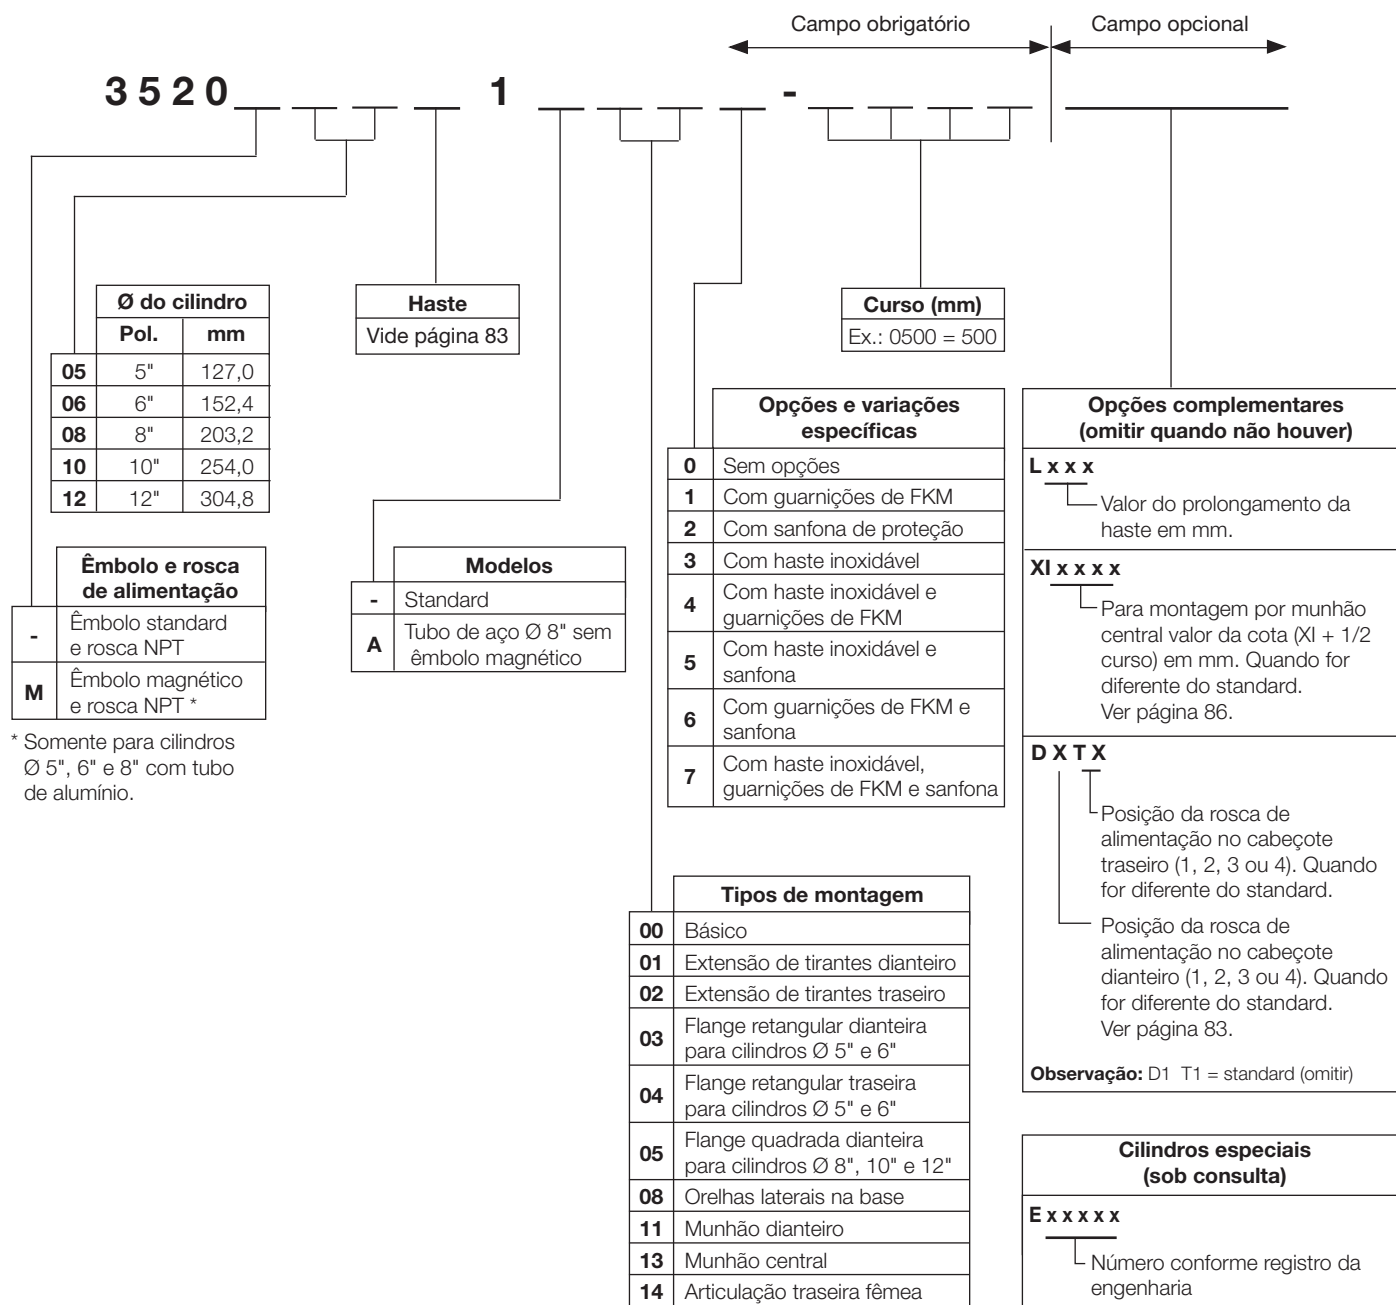 Campo obrigatório
Campo opcional
3520 1 -
Ø do cilindro
Pol. mm
05 5" 127,0
06 6" 152,4
08 8" 203,2
10 10" 254,0
12 12" 304,8
Haste
Vide página 83
Curso (mm)
Ex.: 0500 = 500
Êmbolo e rosca
de alimentação
- Êmbolo standard
e rosca NPT
M Êmbolo magnético
e rosca NPT *
* Somente para cilindros
Ø 5", 6" e 8" com tubo
de alumínio.
Modelos
- Standard
A Tubo de aço Ø 8" sem
êmbolo magnético
Opções e variações
específicas
0 Sem opções
1 Com guarnições de FKM
2 Com sanfona de proteção
3 Com haste inoxidável
4 Com haste inoxidável e
guarnições de FKM
5 Com haste inoxidável e
sanfona
6 Com guarnições de FKM e
sanfona
7 Com haste inoxidável,
guarnições de FKM e sanfona
Tipos de montagem
00 Básico
01 Extensão de tirantes dianteiro
02 Extensão de tirantes traseiro
03 Flange retangular dianteira
para cilindros Ø 5" e 6"
04 Flange retangular traseira
para cilindros Ø 5" e 6"
05 Flange quadrada dianteira
para cilindros Ø 8", 10" e 12"
08 Orelhas laterais na base
11 Munhão dianteiro
13 Munhão central
14 Articulação traseira fêmea
Opções complementares
(omitir quando não houver)
L x x x
Valor do prolongamento da
haste em mm.
XI x x x x
Para montagem por munhão
central valor da cota (XI + 1/2
curso) em mm. Quando for
diferente do standard.
Ver página 86.
D X T X
Posição da rosca de
alimentação no cabeçote
traseiro (1, 2, 3 ou 4). Quando
for diferente do standard.
Posição da rosca de
alimentação no cabeçote
dianteiro (1, 2, 3 ou 4). Quando
for diferente do standard.
Ver página 83.
Observação: D1 T1 = standard (omitir)
Cilindros especiais
(sob consulta)
E x x x x x
Número conforme registro da
engenharia